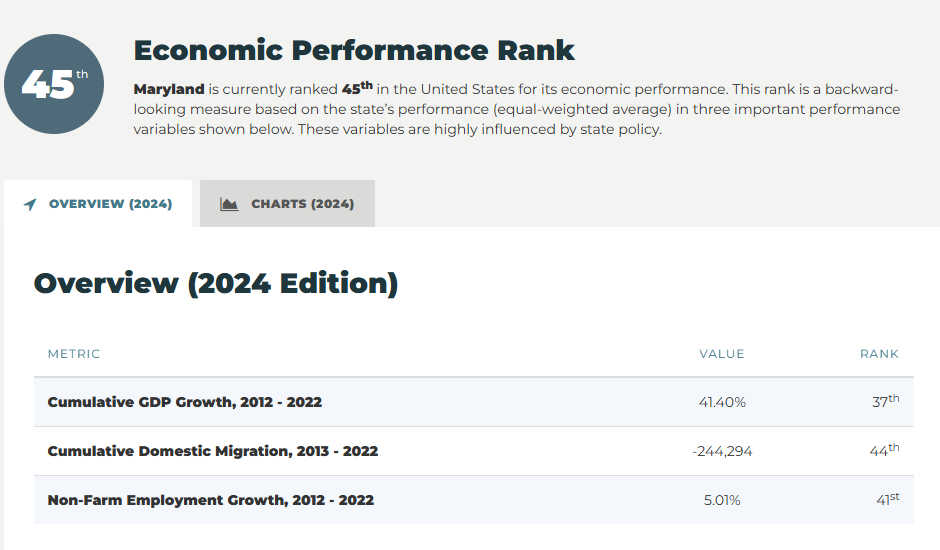 45th
Economic Performance Rank
Maryland is currently ranked 45th in the United States for its economic performance. This rank is a backward-
looking measure based on the state's performance (equal-weighted average) in three important performance
variables shown below. These variables are highly influenced by state policy.
OVERVIEW (2024) CHARTS (2024)
Overview (2024 Edition)
METRIC VALUE RANK
Cumulative GDP Growth, 2012 - 2022 41.40% 37th
Cumulative Domestic Migration, 2013 - 2022 -244,294 44th
Non-Farm Employment Growth, 2012 - 2022 5.01% 41st